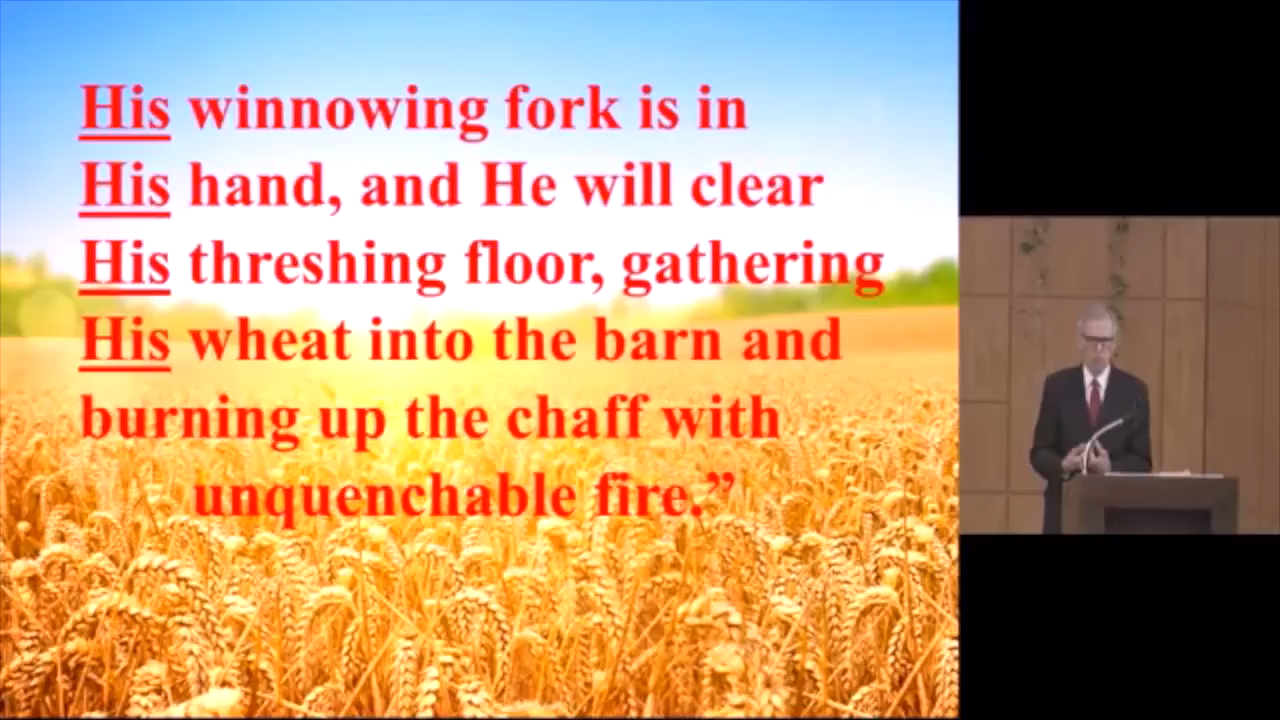 His winnowing fork is in
His hand, and He will clear
His threshing floor, gathering
His wheat into the barn and
burning up the chaff with
unquenchable fire.”